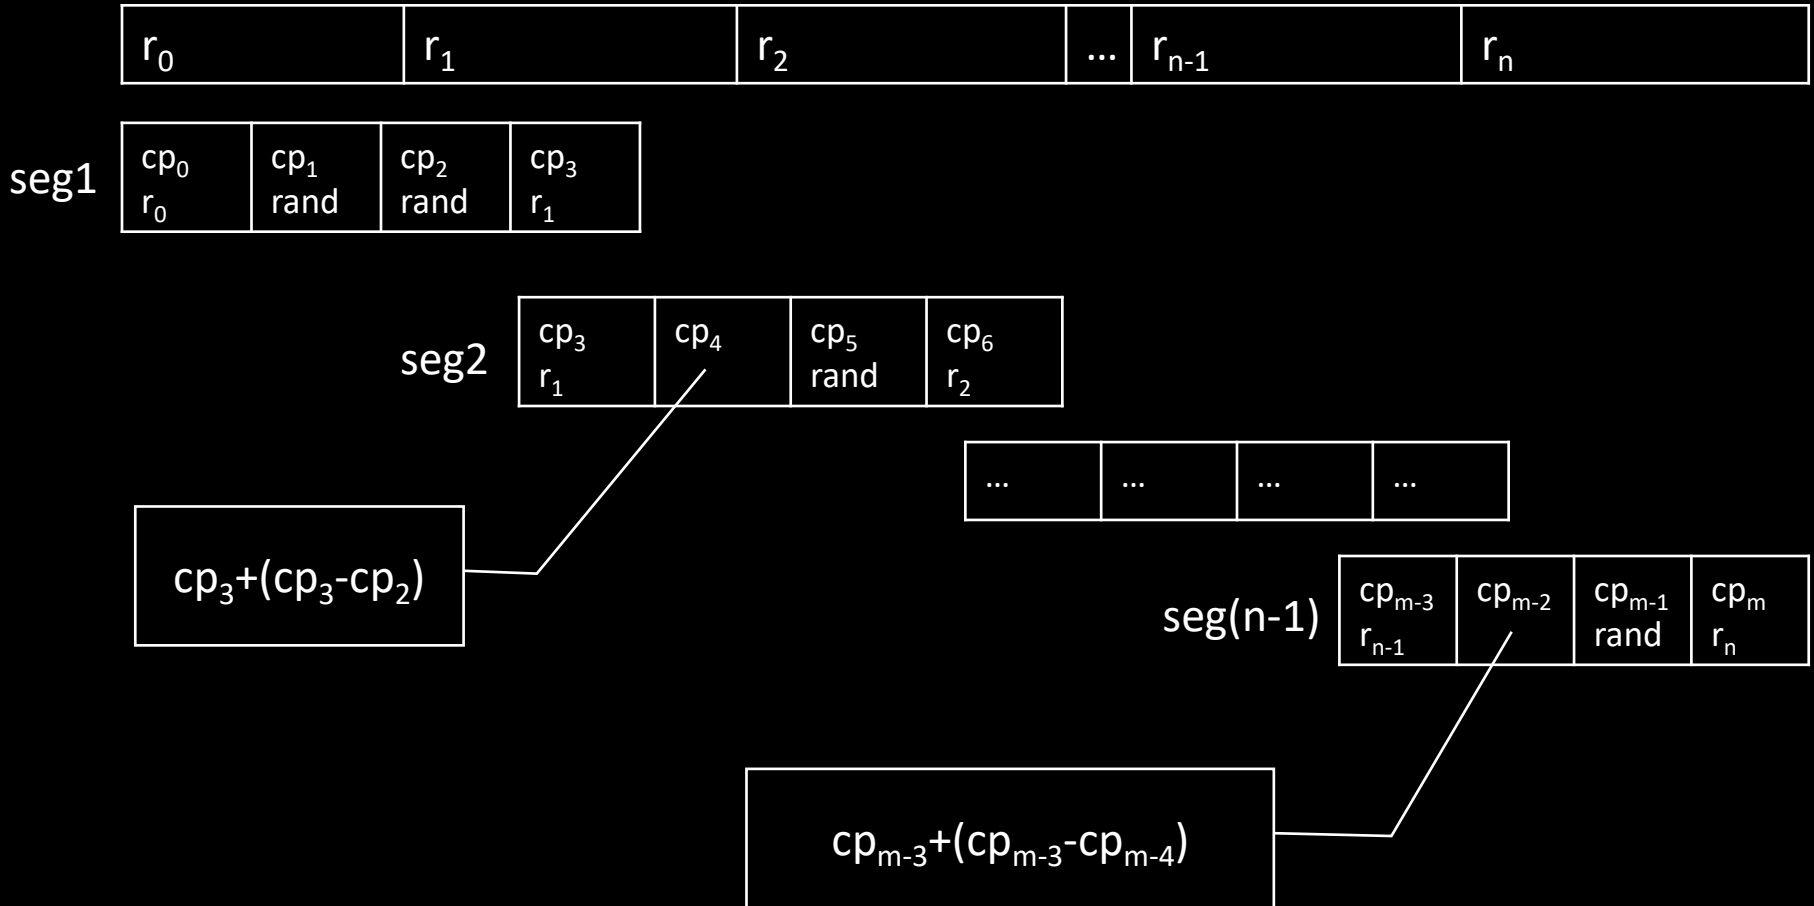 r₀ r₁ r₂ ... rₙ₋₁ rₙ
seg1
cp₀ cp₁ cp₂ cp₃
r₀ rand rand r₁
seg2
cp₃ cp₄ cp₅ cp₆
r₁ rand r₂
... ... ... ...
cp₃+(cp₃-cp₂)
seg(n-1)
cpₘ₋₃ cpₘ₋₂ cpₘ₋₁ cpₘ
rₙ₋₁ rand rₙ
cpₘ₋₃+(cpₘ₋₃-cpₘ₋₄)